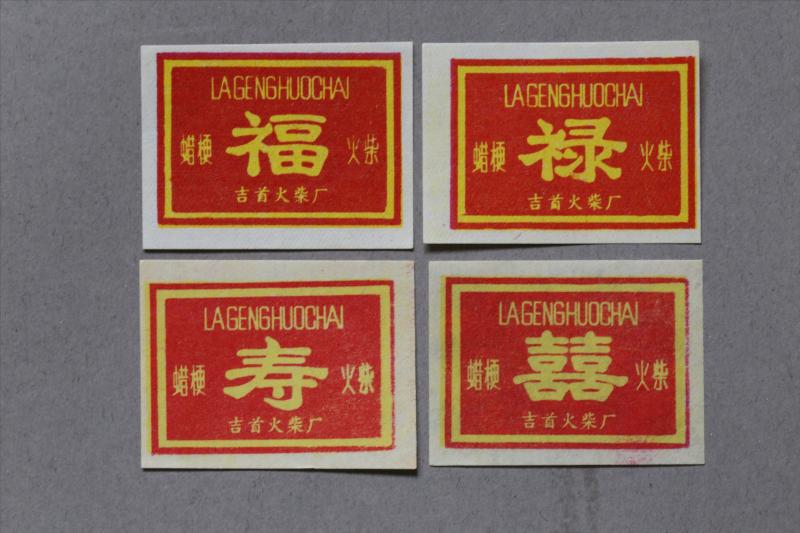 LAGENGHUOCHAI
蜡梗 福 火柴
吉首火柴厂
LAGENGHUOCHAI
蜡梗 禄 火柴
吉首火柴厂
LAGENGHUOCHAI
蜡梗 寿 火柴
吉首火柴厂
LAGENGHUOCHAI
蜡梗 囍 火柴
吉首火柴厂